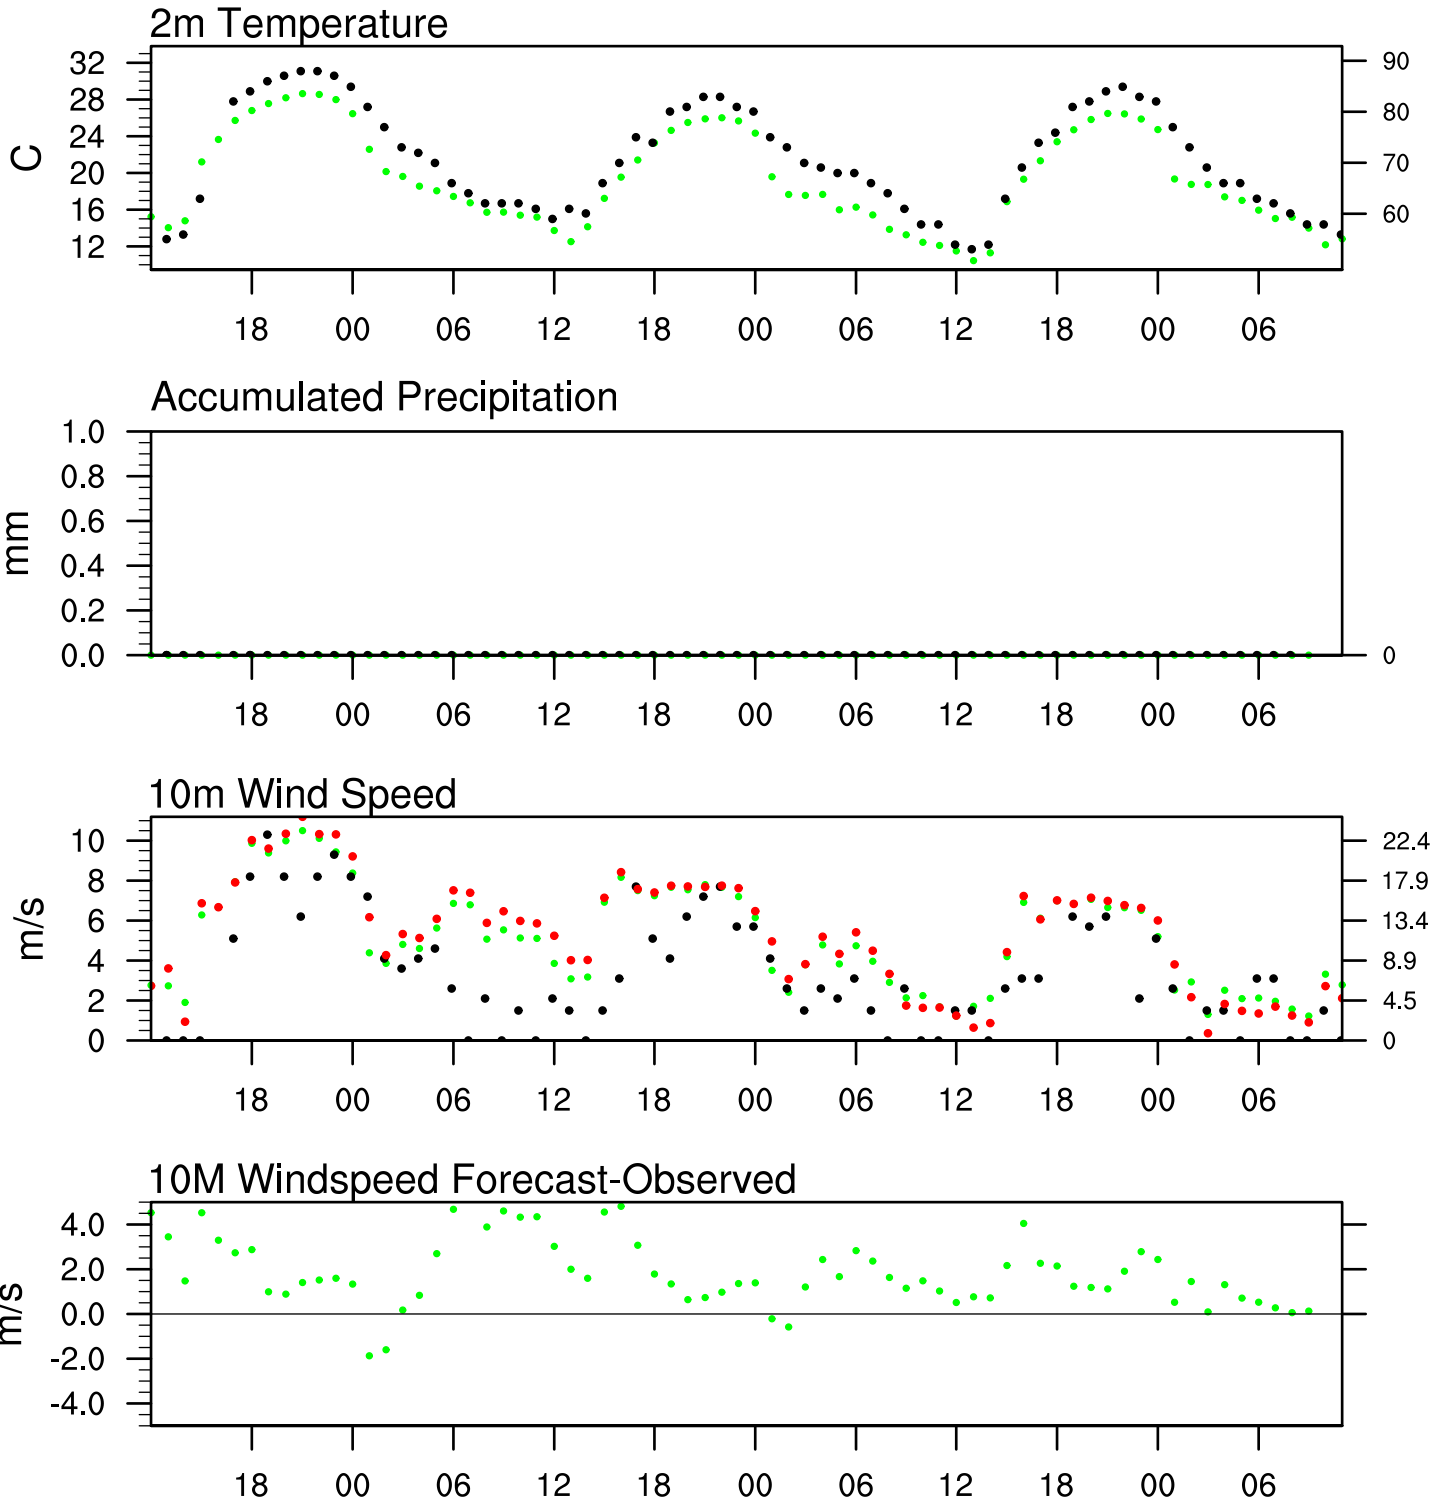 2m Temperature
32
28
24
20
16
12
C
90
80
70
60
18 00 06 12 18 00 06 12 18 00 06
Accumulated Precipitation
1.0
0.8
0.6
0.4
0.2
0.0
mm
0
18 00 06 12 18 00 06 12 18 00 06
10m Wind Speed
10
8
6
4
2
0
m/s
22.4
17.9
13.4
8.9
4.5
0
18 00 06 12 18 00 06 12 18 00 06
10M Windspeed Forecast-Observed
4.0
2.0
0.0
-2.0
-4.0
m/s
18 00 06 12 18 00 06 12 18 00 06